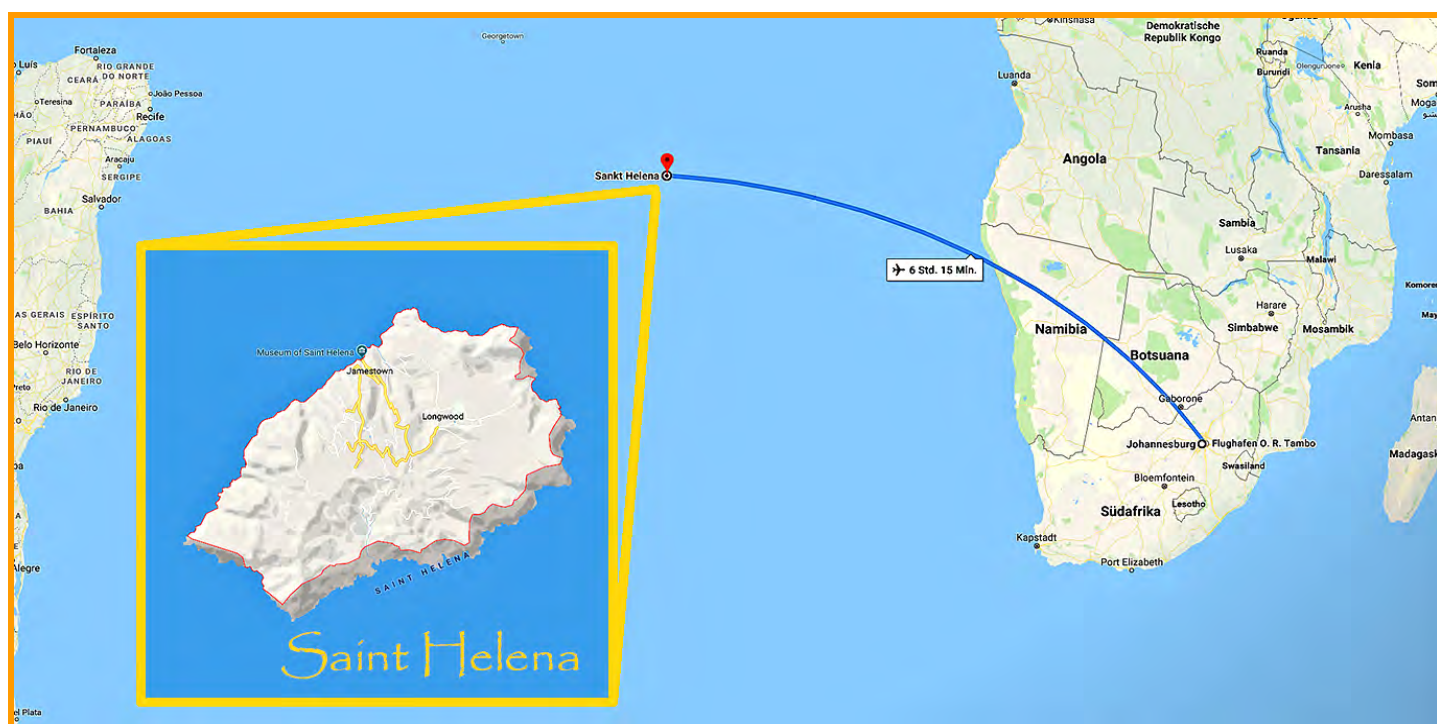 Kinshasa
Demokratische
Republik Kongo
Georgetown
Fortaleza
RIO GRANDE
DO NORTE
CEARÁ
Teresina
João Pessoa
PARAÍBA
Recife
PERNAMBUCO
ALAGOAS
PIAUÍ
Aracaju
SERGIPE
Salvador
BAHIA
ESPÍRITO
SANTO
Belo Horizonte
RIO DE
JANEIRO
Rio de Janeiro
Ruanda
Burundi
Olenguruone
Kenia
Luanda
Arusha
Mombasa
Tansania
Daressalam
Angola
Sankt Helena
Sambia
Lusaka
Malawi
6 Std. 15 Min.
Harare
Simbabwe
Mosambik
Namibia
Botsuana
Gaborone
Johannesburg
Flughafen O. R. Tambo
Swasiland
Bloemfontein
Lesotho
Südafrika
Kapstadt
Port Elizabeth
Museum of Saint Helena
Jamestown
Longwood
SAINT HELENA
Saint Helena